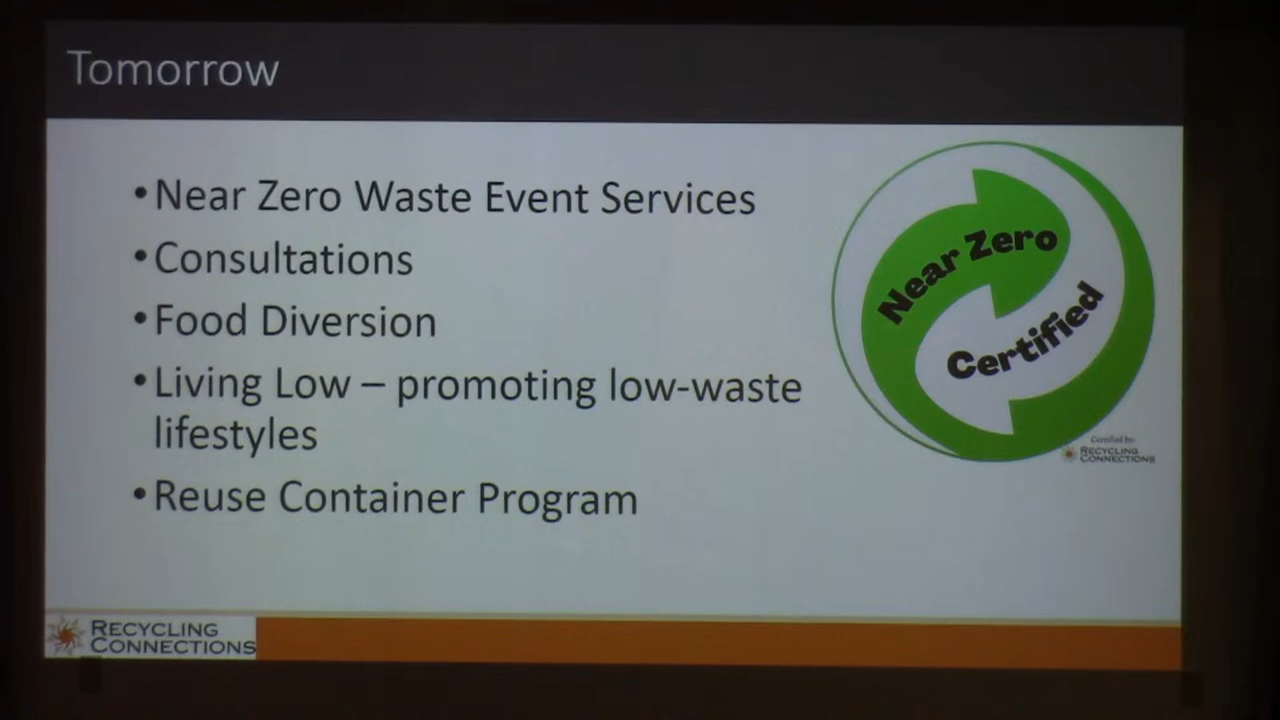 Tomorrow
• Near Zero Waste Event Services
• Consultations
• Food Diversion
• Living Low – promoting low-waste
lifestyles
• Reuse Container Program
Near Zero
Certified
Certified by:
RECYCLING
CONNECTIONS
RECYCLING
CONNECTIONS